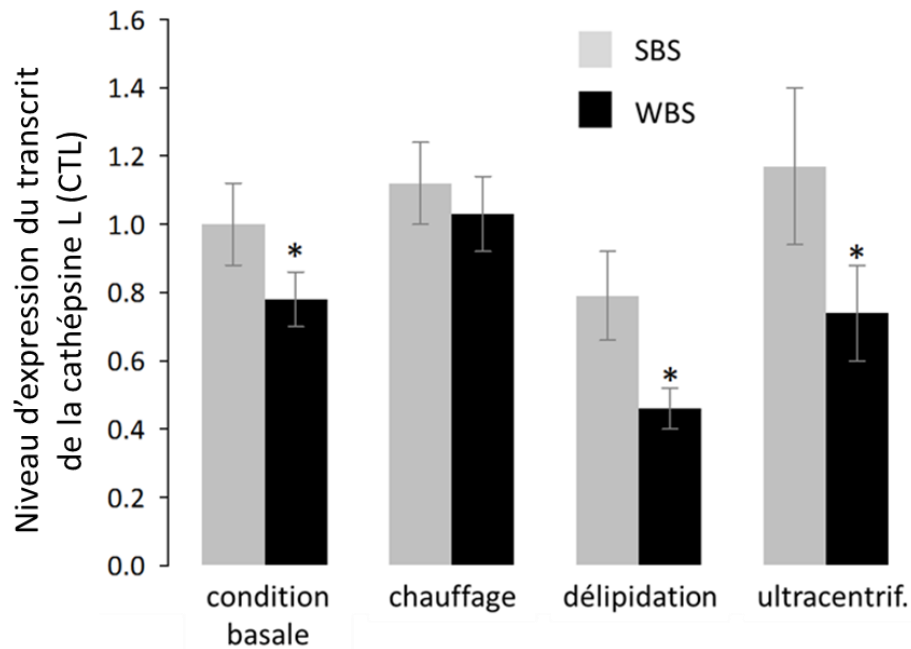 Niveau d'expression du transcrit
de la cathépsine L (CTL)
1.6
1.4
1.2
1.0
0.8
0.6
0.4
0.2
0.0
SBS
WBS
*
*
*
condition
basale
chauffage
délipidation
ultracentrif.